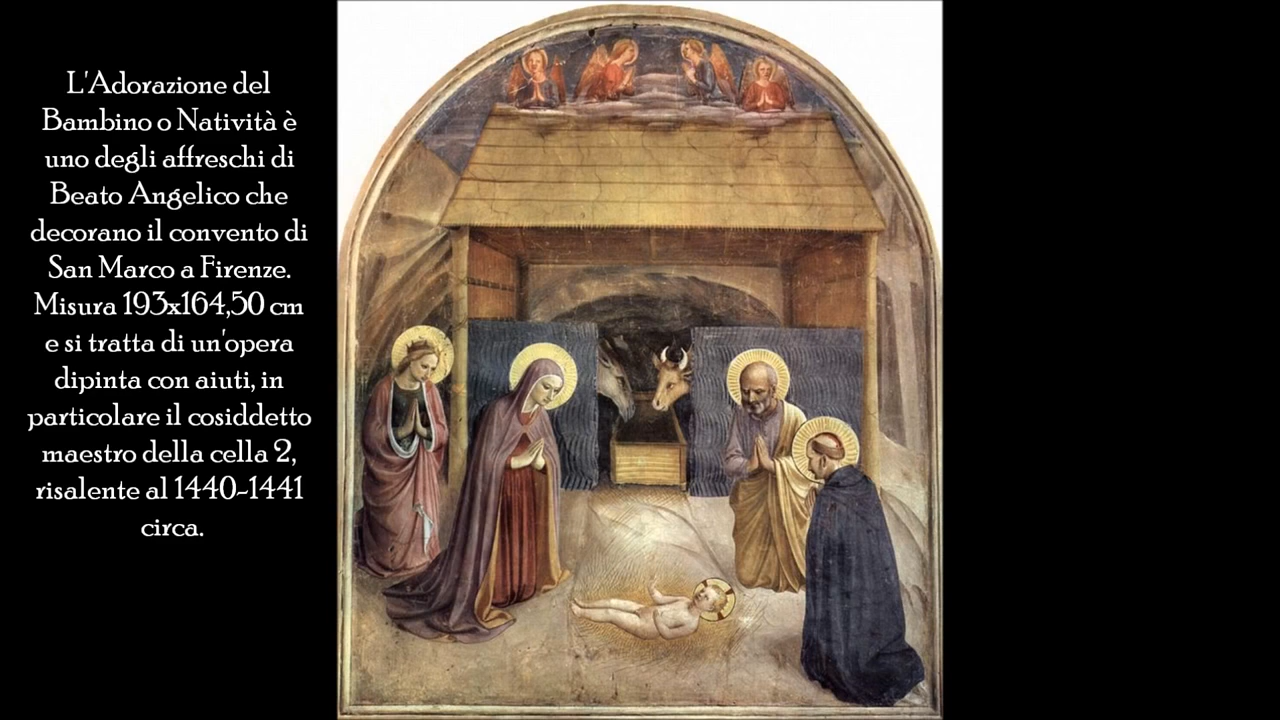 L'Adorazione del
Bambino o Natività è
uno degli affreschi di
Beato Angelico che
decorano il convento di
San Marco a Firenze.
Misura 193x164,50 cm
e si tratta di un'opera
dipinta con aiuti, in
particolare il cosiddetto
maestro della cella 2,
risalente al 1440-1441
circa.